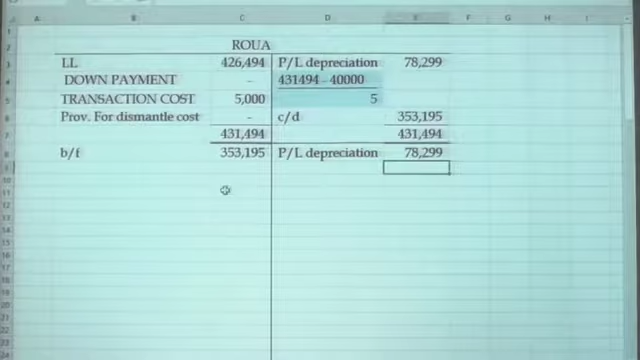 A B C D E F G H I
ROUA
LL 426,494 P/L depreciation 78,299
DOWN PAYMENT - 431494 - 40000
TRANSACTION COST 5,000 5
Prov. For dismantle cost - c/d 353,195
431,494 431,494
b/f 353,195 P/L depreciation 78,299